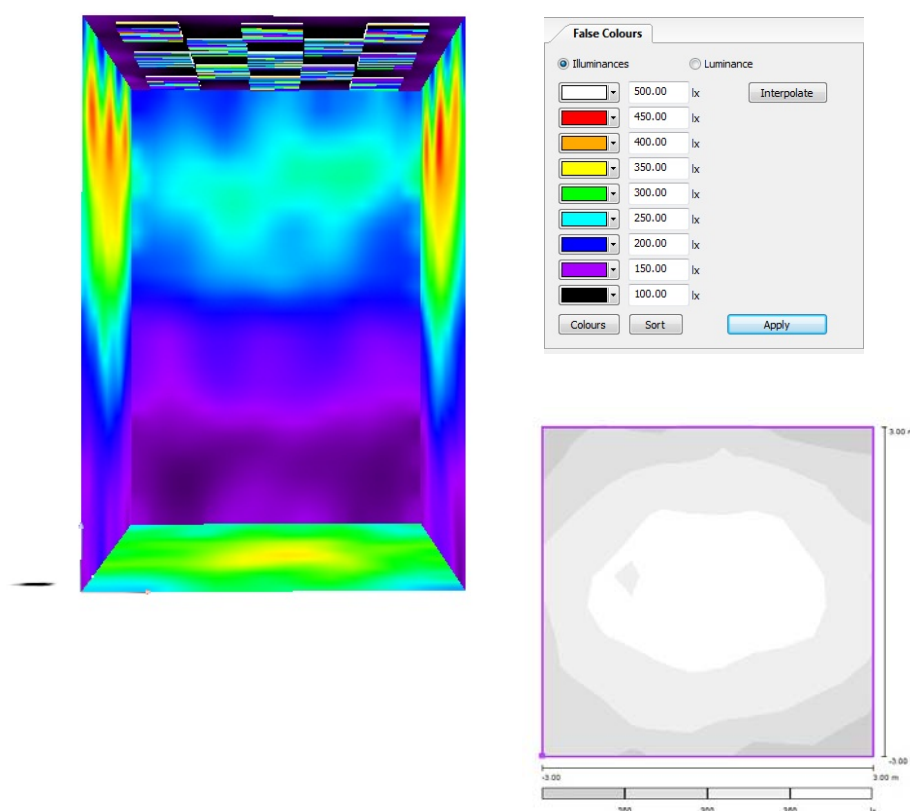 False Colours
Illuminances Luminance
500.00 lx Interpolate
450.00 lx
400.00 lx
350.00 lx
300.00 lx
250.00 lx
200.00 lx
150.00 lx
100.00 lx
Colours Sort Apply
3.00 m
-3.00
-3.00 3.00 m